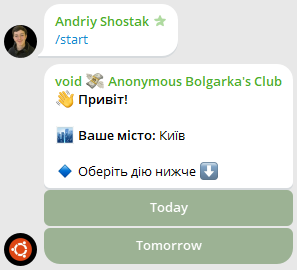 Andriy Shostak
/start
void 💸 Anonymous Bolgarka's Club
👋 Привіт!
🏙 Ваше місто: Київ
🔹 Оберіть дію нижче ⬇️
Today
Tomorrow